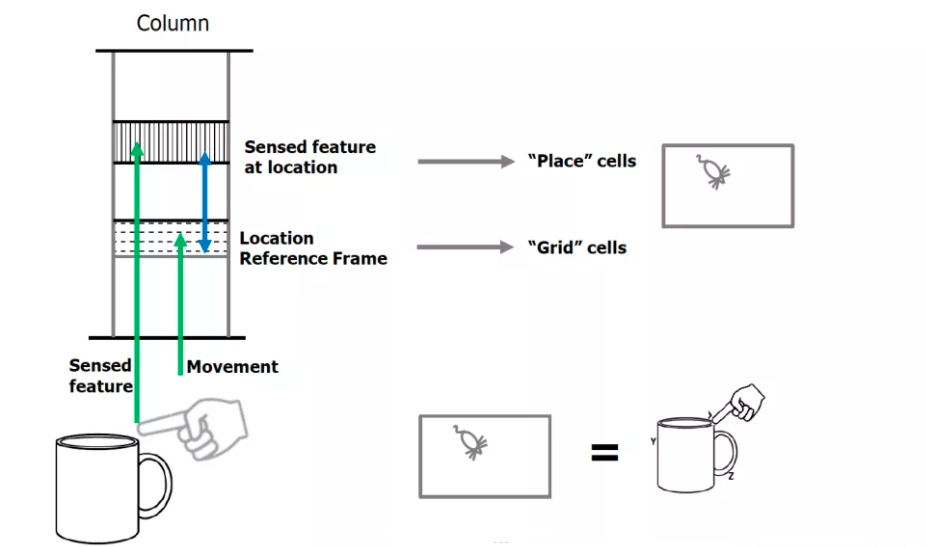 Column
Sensed feature
at location
"Place" cells
Location
Reference Frame
"Grid" cells
Sensed
feature
Movement
=
Y
Z